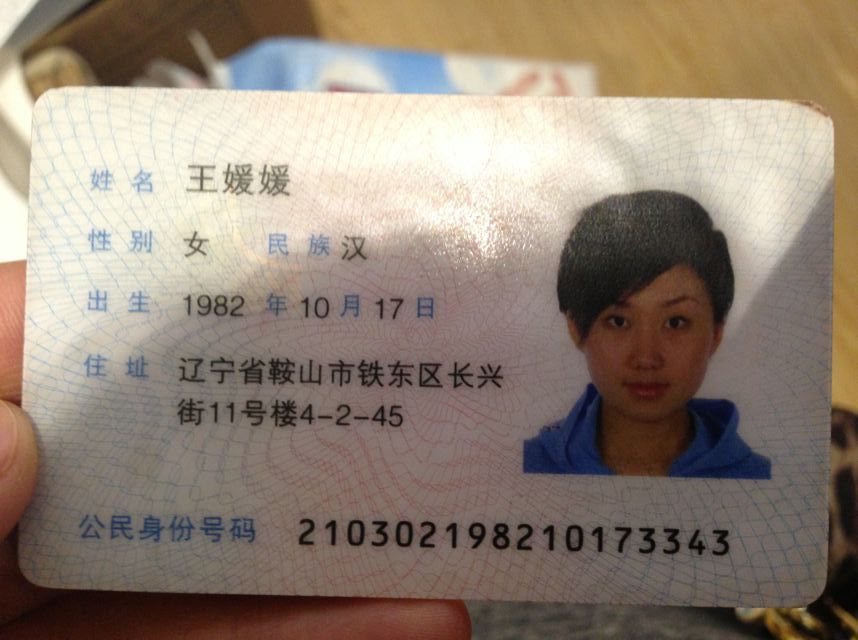 姓名 王媛媛
性别 女 民族 汉
出生 1982 年 10 月 17 日
住址 辽宁省鞍山市铁东区长兴
街11号楼4-2-45
公民身份号码 210302198210173343